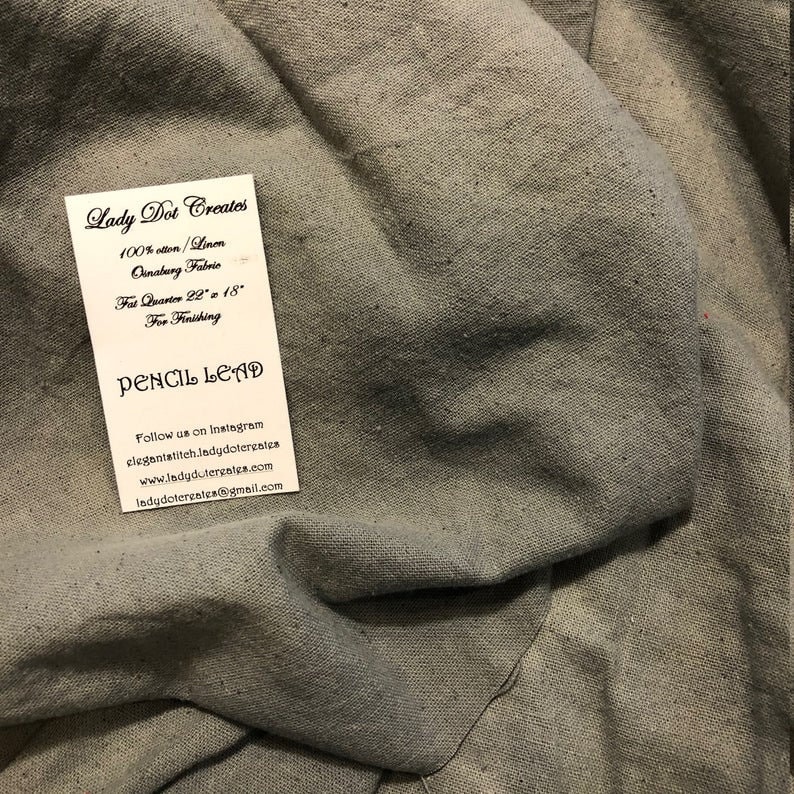 Lady Dot Creates
100% otton / Linen
Osnaburg Fabric
Fat Quarter 22" x 18"
For Finishing
PENCIL LEAD
Follow us on Instagram
elegantstitch.ladydotcreates
www.ladydotcreates.com
ladydotcreates@gmail.com